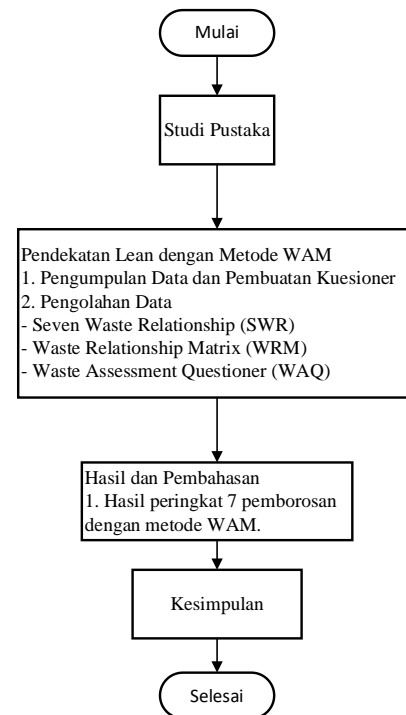 Mulai
Studi Pustaka
Pendekatan Lean dengan Metode WAM
1. Pengumpulan Data dan Pembuatan Kuesioner
2. Pengolahan Data
- Seven Waste Relationship (SWR)
- Waste Relationship Matrix (WRM)
- Waste Assessment Questioner (WAQ)
Hasil dan Pembahasan
1. Hasil peringkat 7 pemborosan
dengan metode WAM.
Kesimpulan
Selesai